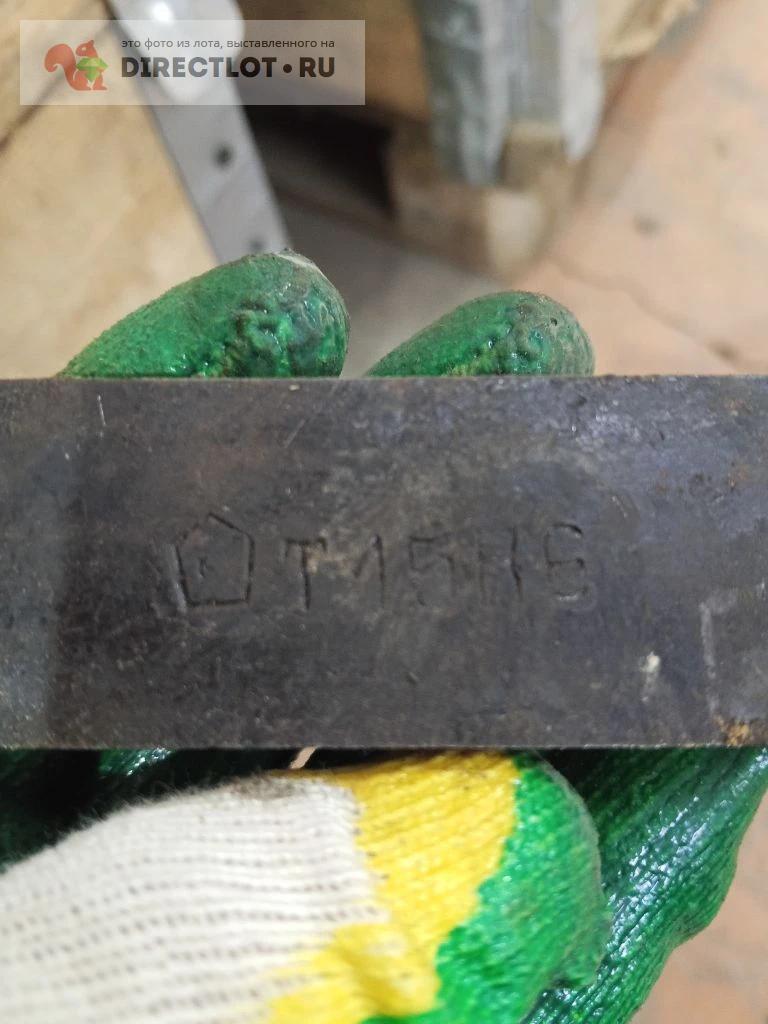 это фото из лота, выставленного на
DIRECTLOT.RU
Т15К6